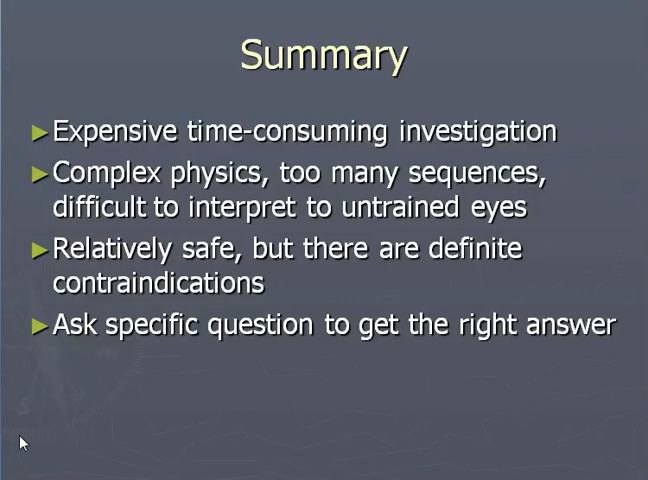 Summary
Expensive time-consuming investigation
Complex physics, too many sequences,
difficult to interpret to untrained eyes
Relatively safe, but there are definite
contraindications
Ask specific question to get the right answer